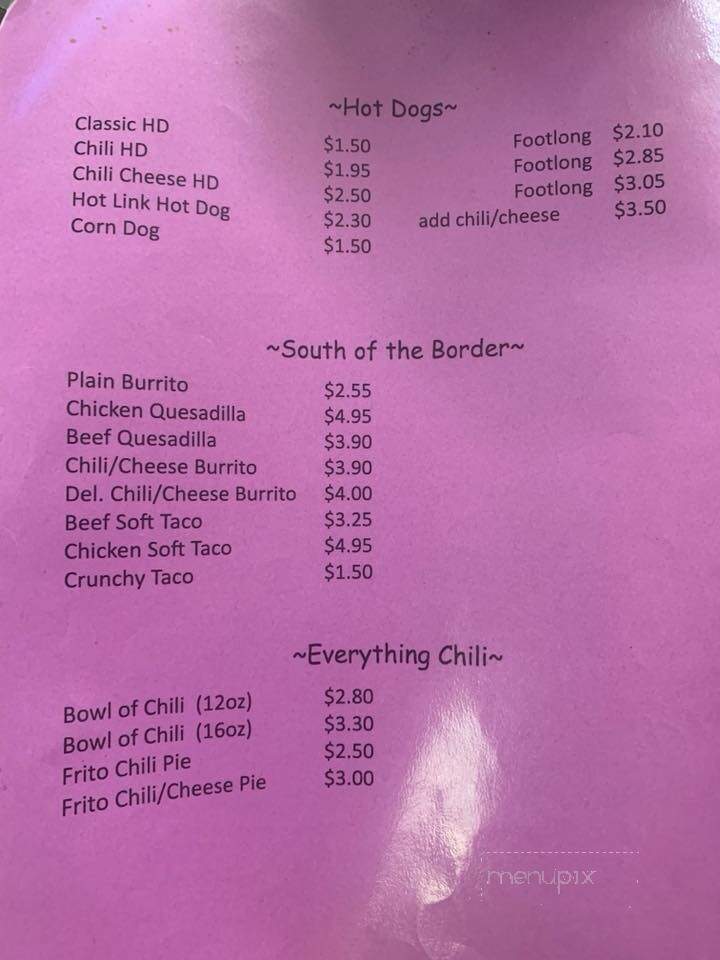 ~Hot Dogs~
Classic HD $1.50 Footlong $2.10
Chili HD $1.95 Footlong $2.85
Chili Cheese HD $2.50 Footlong $3.05
Hot Link Hot Dog $2.30 add chili/cheese $3.50
Corn Dog $1.50
~South of the Border~
Plain Burrito $2.55
Chicken Quesadilla $4.95
Beef Quesadilla $3.90
Chili/Cheese Burrito $3.90
Del. Chili/Cheese Burrito $4.00
Beef Soft Taco $3.25
Chicken Soft Taco $4.95
Crunchy Taco $1.50
~Everything Chili~
Bowl of Chili (12oz) $2.80
Bowl of Chili (16oz) $3.30
Frito Chili Pie $2.50
Frito Chili/Cheese Pie $3.00
menupix